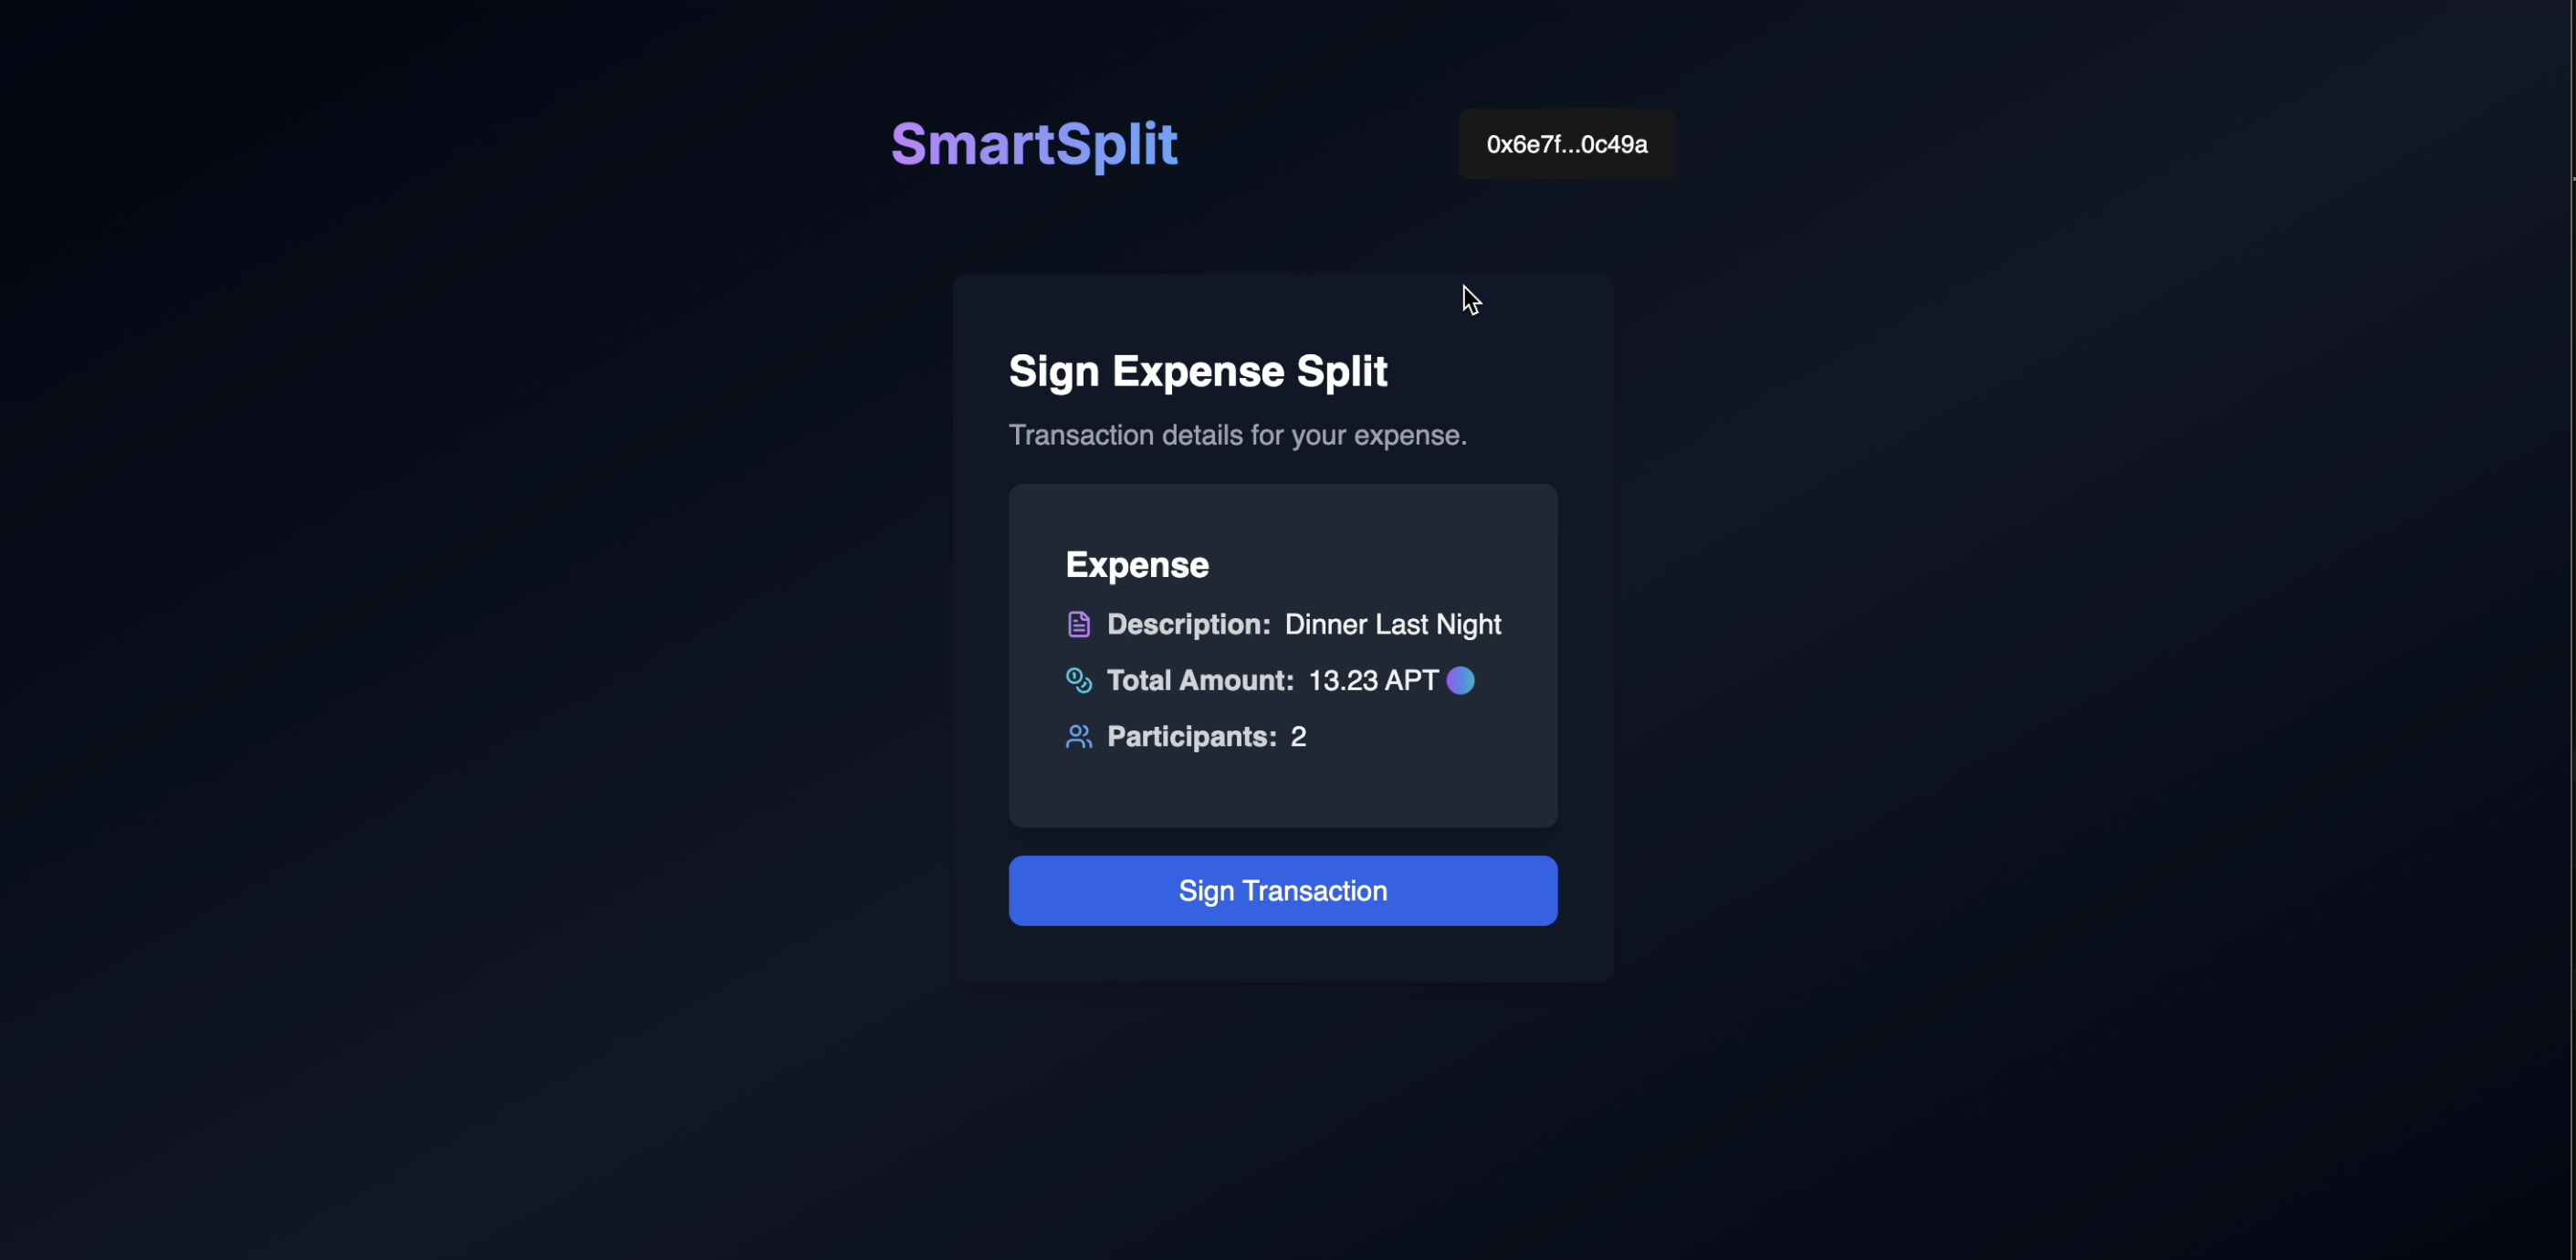 SmartSplit
0x6e7f...0c49a
Sign Expense Split
Transaction details for your expense.
Expense
Description: Dinner Last Night
Total Amount: 13.23 APT
Participants: 2
Sign Transaction